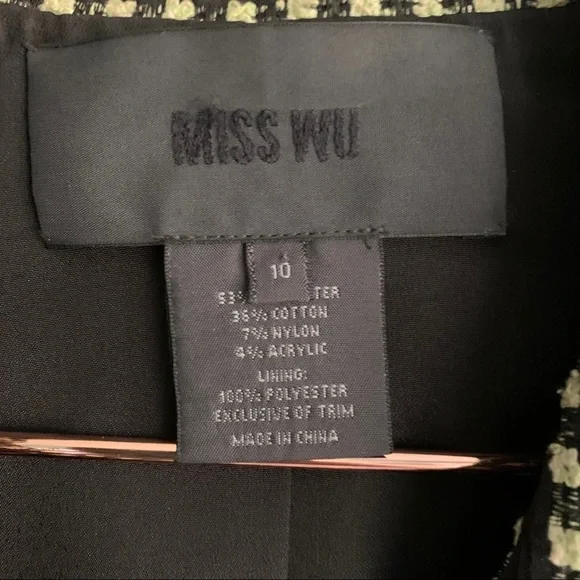 MISS WU
10
53% TER
36% COTTON
7% NYLON
4% ACRYLIC
LINING:
100% POLYESTER
EXCLUSIVE OF TRIM
MADE IN CHINA